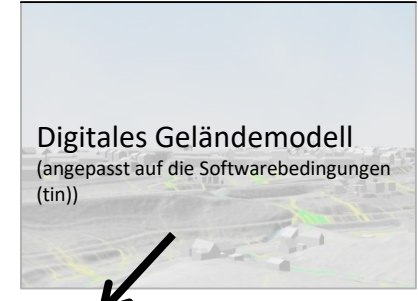 Digitales Geländemodell
(angepasst auf die Softwarebedingungen
(tin))